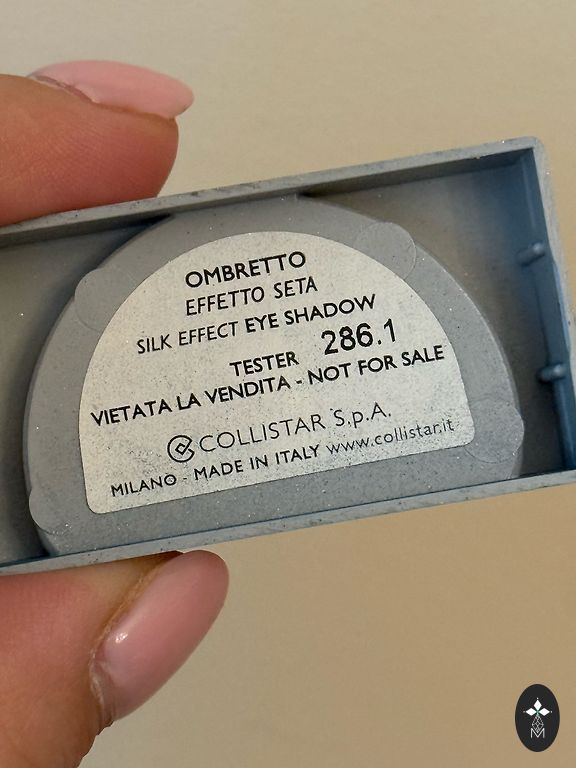 OMBRETTO
EFFETTO SETA
SILK EFFECT EYE SHADOW
TESTER 286.1
VIETATA LA VENDITA - NOT FOR SALE
COLLISTAR S.p.A.
MILANO - MADE IN ITALY www.collistar.it
M